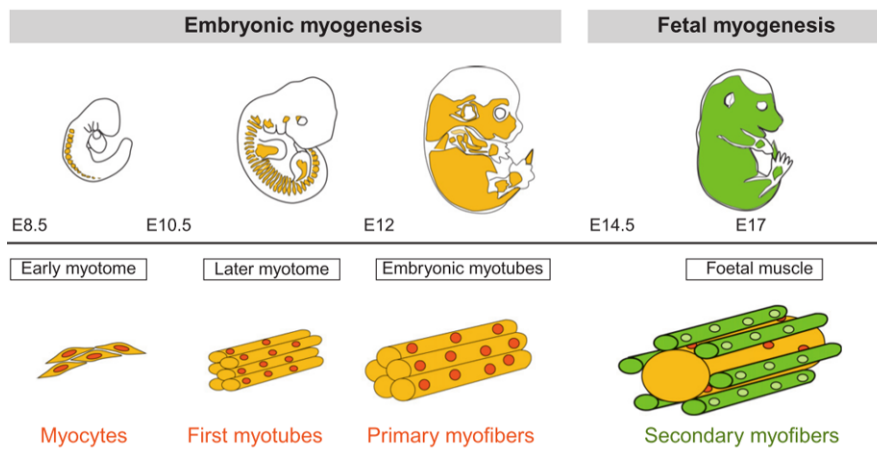 Embryonic myogenesis
Fetal myogenesis
E8.5
E10.5
E12
E14.5
E17
Early myotome
Later myotome
Embryonic myotubes
Foetal muscle
Myocytes
First myotubes
Primary myofibers
Secondary myofibers